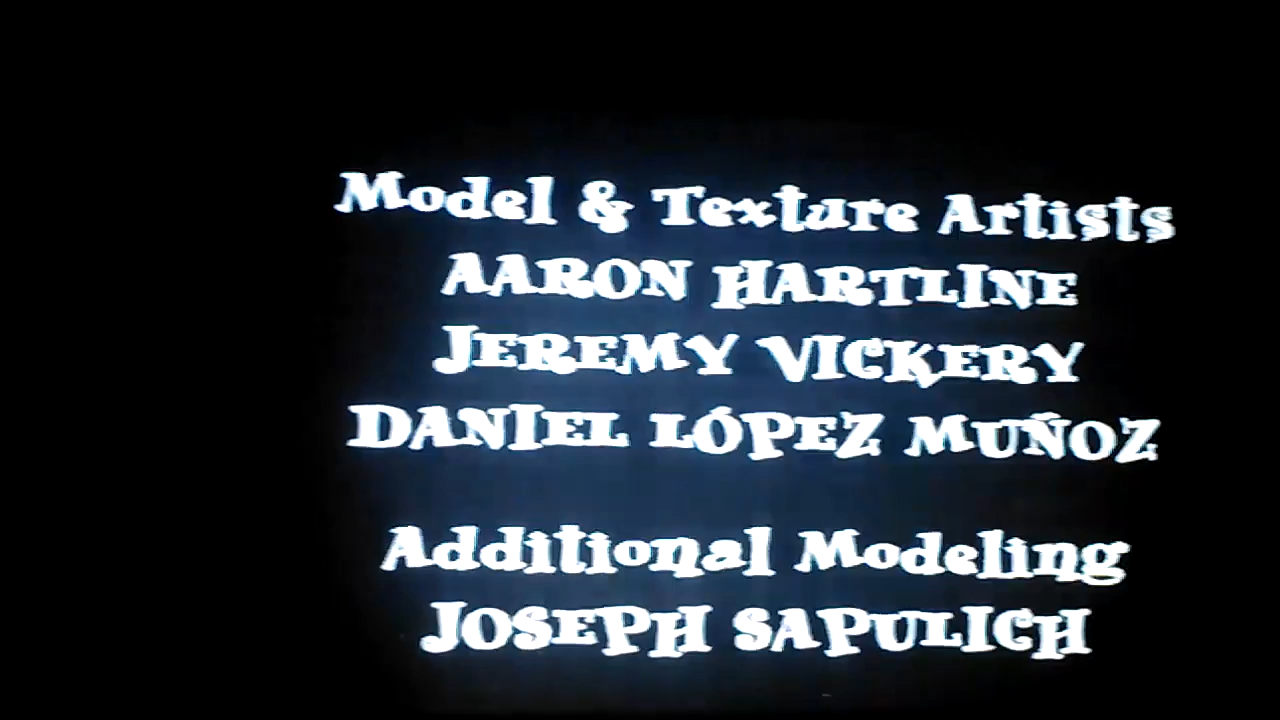 Model & Texture Artists
AARON HARTLINE
JEREMY VICKERY
DANIEL LÓPEZ MUÑOZ
Additional Modeling
JOSEPH SAPULICH